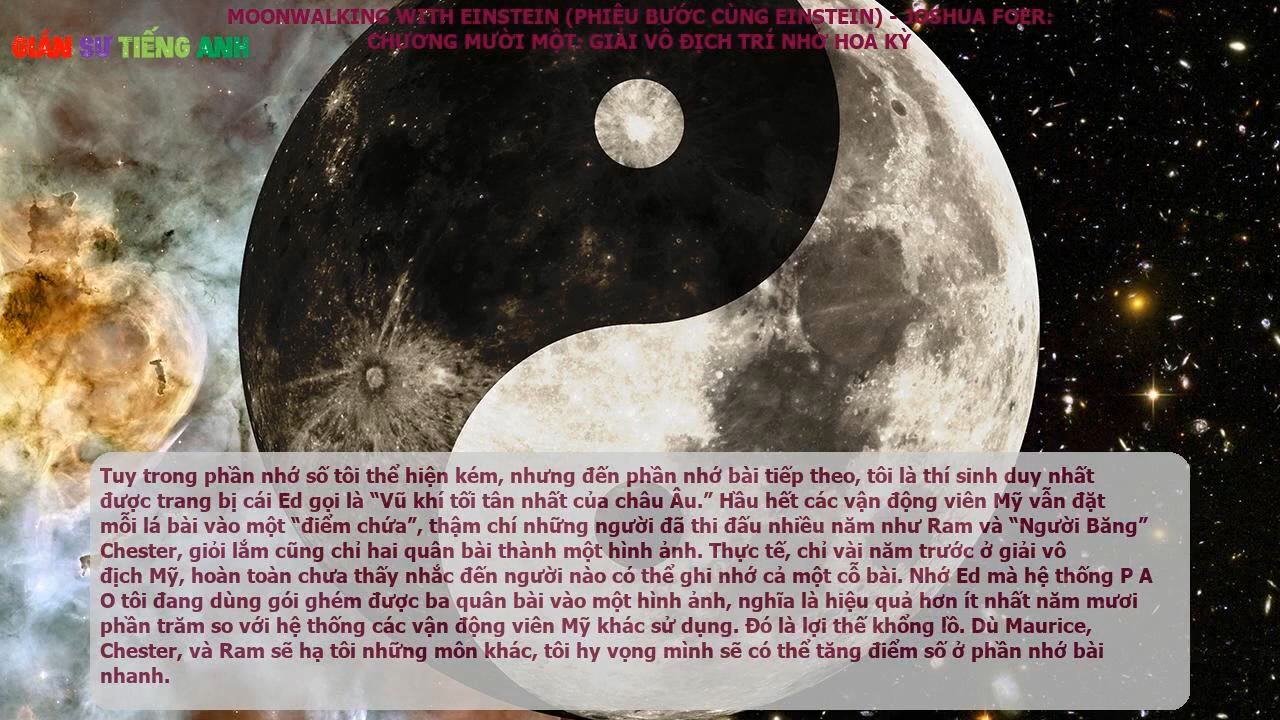 MOONWALKING WITH EINSTEIN (PHIÊU BƯỚC CÙNG EINSTEIN) - JOSHUA FOER:
CHƯƠNG MƯỜI MỘT: GIẢI VÔ ĐỊCH TRÍ NHỚ HOA KỲ
GIÁN SƯ TIẾNG ANH
Tuy trong phần nhớ số tôi thể hiện kém, nhưng đến phần nhớ bài tiếp theo, tôi là thí sinh duy nhất
được trang bị cái Ed gọi là “Vũ khí tối tân nhất của châu Âu.” Hầu hết các vận động viên Mỹ vẫn đặt
mỗi lá bài vào một “điểm chứa”, thậm chí những người đã thi đấu nhiều năm như Ram và “Người Băng”
Chester, giỏi lắm cũng chỉ hai quân bài thành một hình ảnh. Thực tế, chỉ vài năm trước ở giải vô
địch Mỹ, hoàn toàn chưa thấy nhắc đến người nào có thể ghi nhớ cả một cỗ bài. Nhớ Ed mà hệ thống P A
O tôi đang dùng gói ghém được ba quân bài vào một hình ảnh, nghĩa là hiệu quả hơn ít nhất năm mươi
phần trăm so với hệ thống các vận động viên Mỹ khác sử dụng. Đó là lợi thế khổng lồ. Dù Maurice,
Chester, và Ram sẽ hạ tôi những môn khác, tôi hy vọng mình sẽ có thể tăng điểm số ở phần nhớ bài
nhanh.